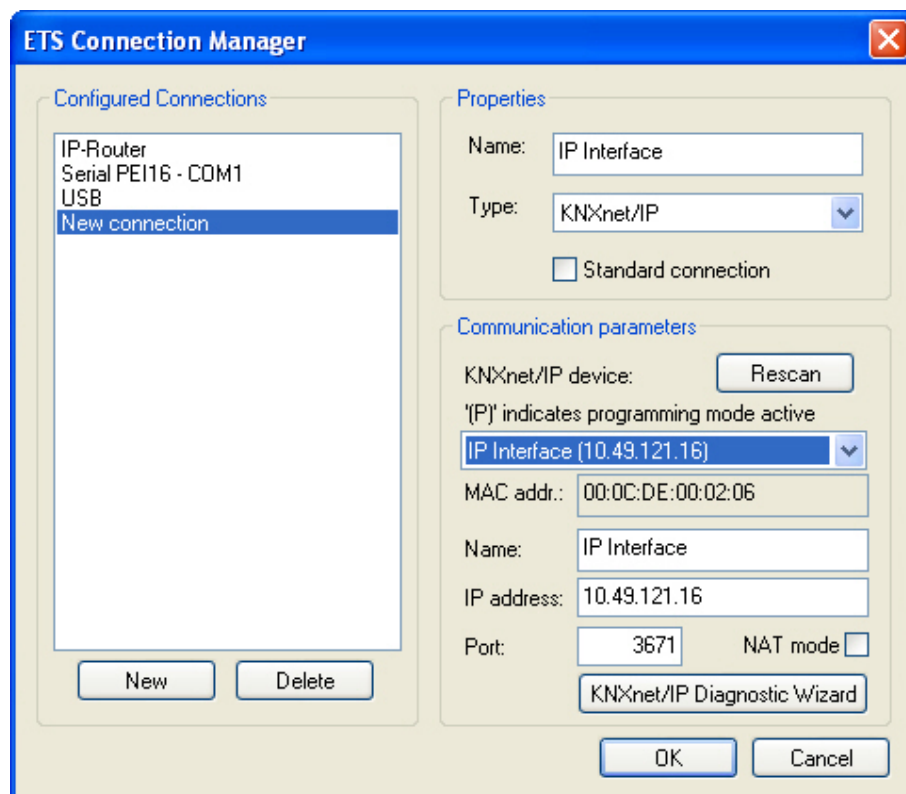 ETS Connection Manager
Configured Connections
IP-Router
Serial PEI16 - COM1
USB
New connection
New
Delete
Properties
Name: IP Interface
Type: KNXnet/IP
Standard connection
Communication parameters
KNXnet/IP device: Rescan
'(P)' indicates programming mode active
IP Interface (10.49.121.16)
MAC addr.: 00:0C:DE:00:02:06
Name: IP Interface
IP address: 10.49.121.16
Port: 3671 NAT mode
KNXnet/IP Diagnostic Wizard
OK
Cancel